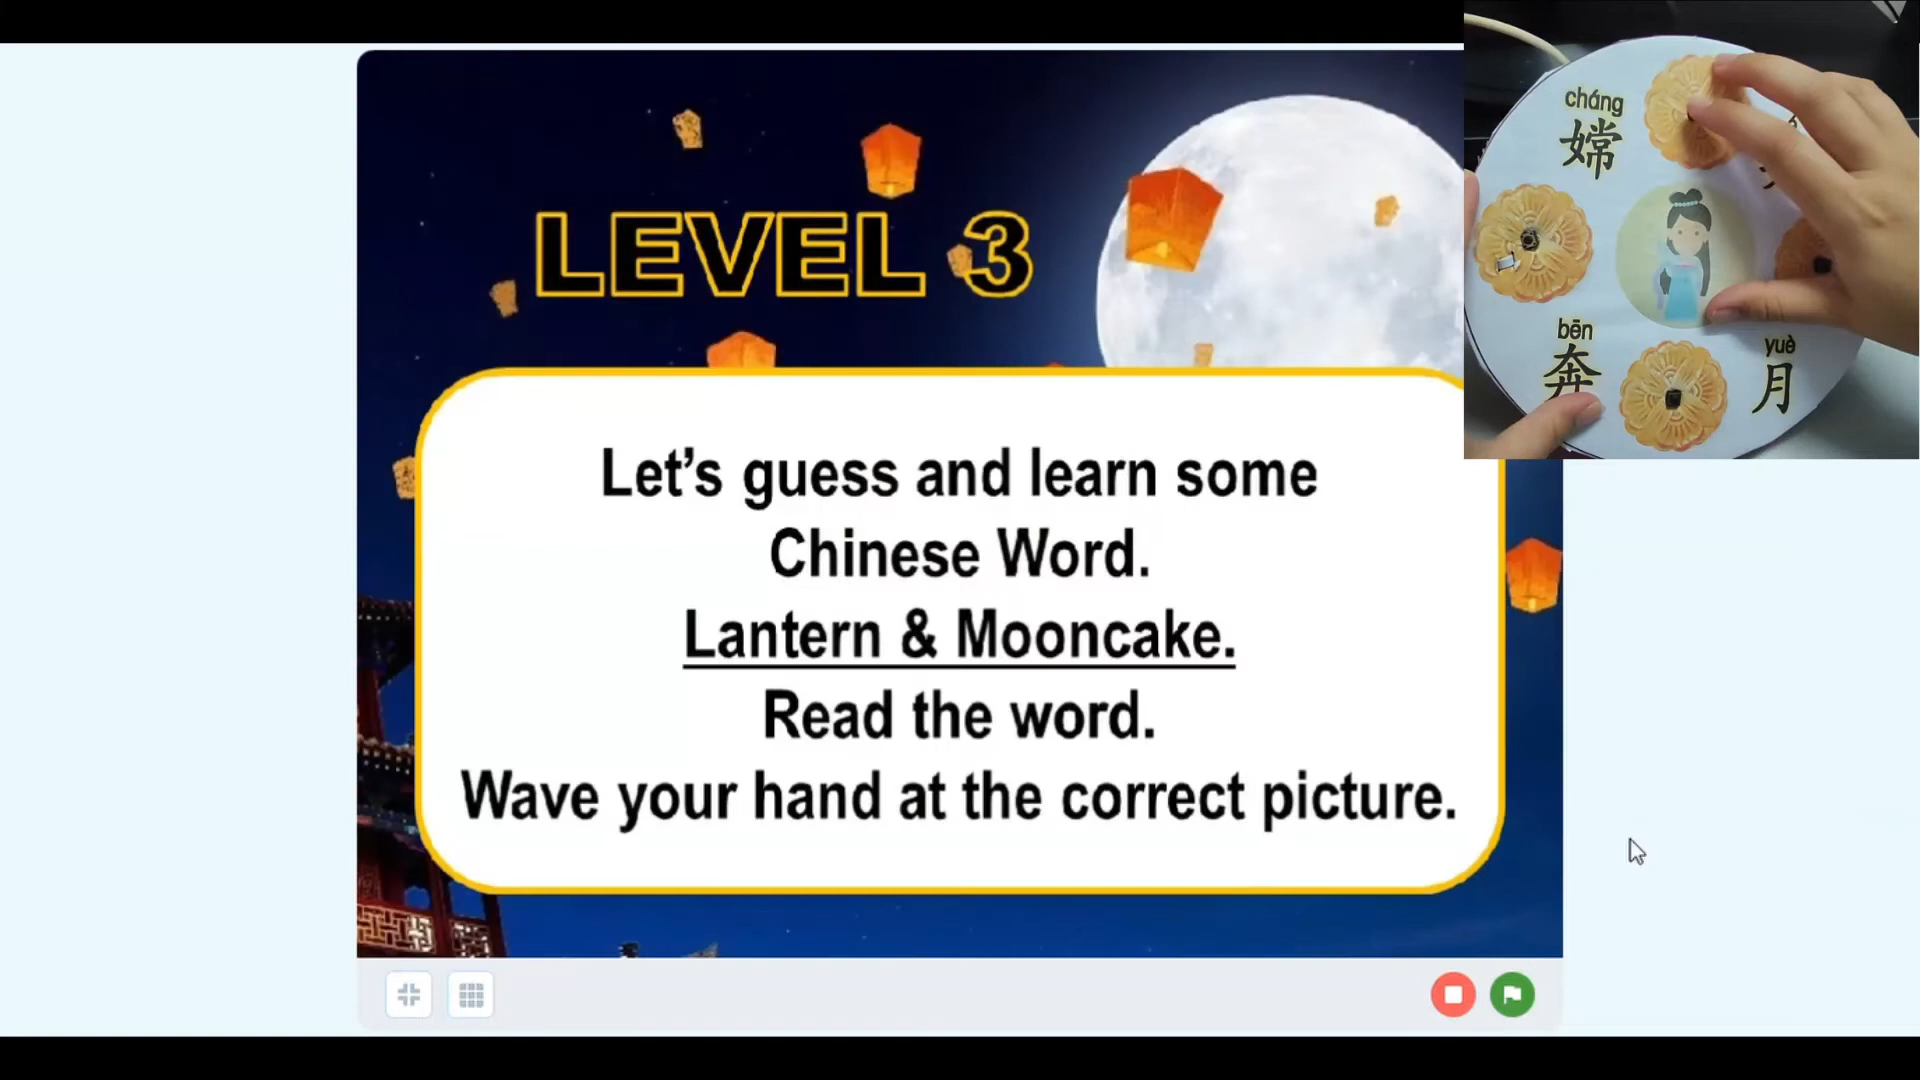 LEVEL 3
Let's guess and learn some
Chinese Word.
Lantern & Mooncake.
Read the word.
Wave your hand at the correct picture.
cháng
嫦
bēn
奔
yuè
月